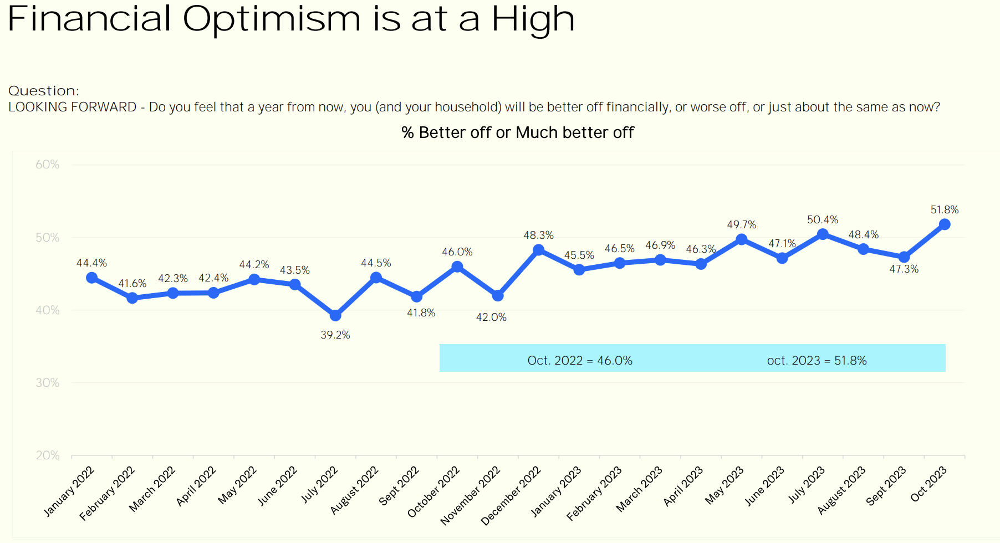 Financial Optimism is at a High
Question:
LOOKING FORWARD - Do you feel that a year from now, you (and your household) will be better off financially, or worse off, or just about the same as now?
% Better off or Much better off
60%
50%
40%
30%
20%
44.4%
41.6%
42.3%
42.4%
44.2%
43.5%
39.2%
44.5%
41.8%
46.0%
42.0%
48.3%
45.5%
46.5%
46.9%
46.3%
49.7%
47.1%
50.4%
48.4%
47.3%
51.8%
Oct. 2022 = 46.0%
oct. 2023 = 51.8%
January 2022
February 2022
March 2022
April 2022
May 2022
June 2022
July 2022
August 2022
Sept 2022
October 2022
November 2022
December 2022
January 2023
February 2023
March 2023
April 2023
May 2023
June 2023
July 2023
August 2023
Sept 2023
Oct 2023